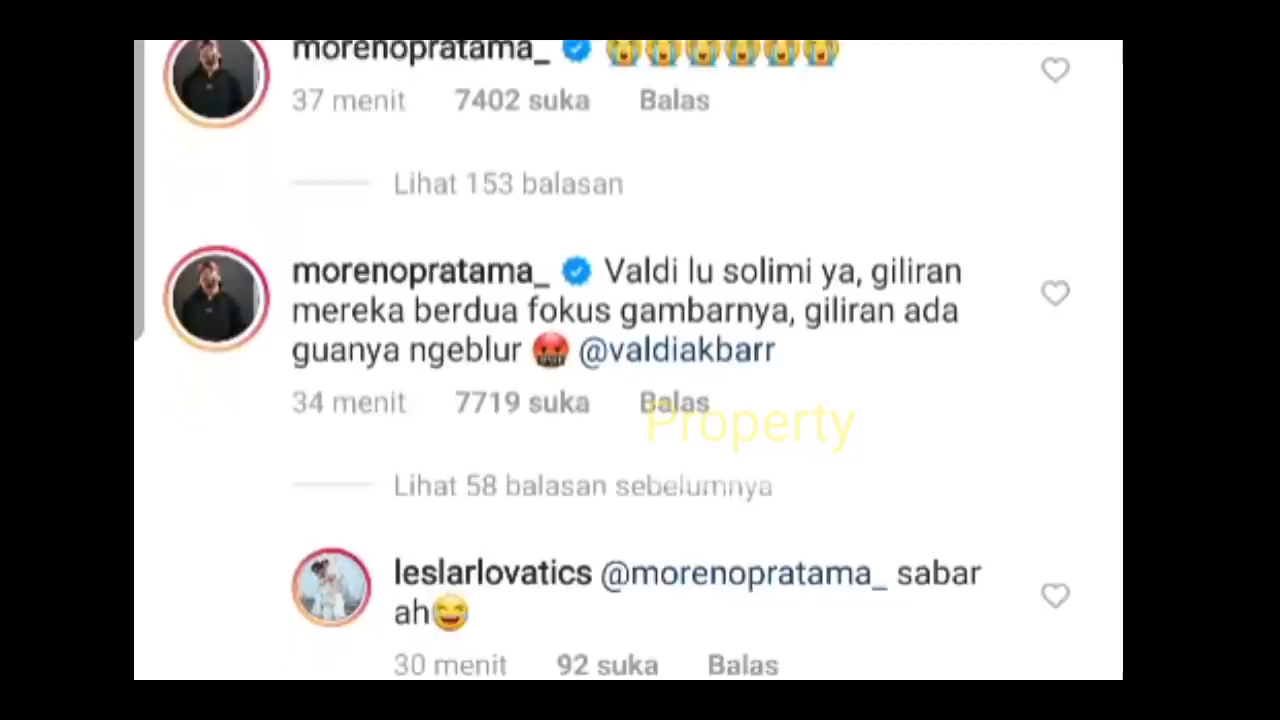 morenopratama_ 😭😭😭😭😭😭
37 menit 7402 suka Balas
Lihat 153 balasan
morenopratama_ Valdi lu solimi ya, giliran
mereka berdua fokus gambarnya, giliran ada
guanya ngeblur 🤬 @valdiakbarr
34 menit 7719 suka Balas
Property
Lihat 58 balasan sebelumnya
leslarlovatics @morenopratama_ sabar
ah😅
30 menit 92 suka Balas